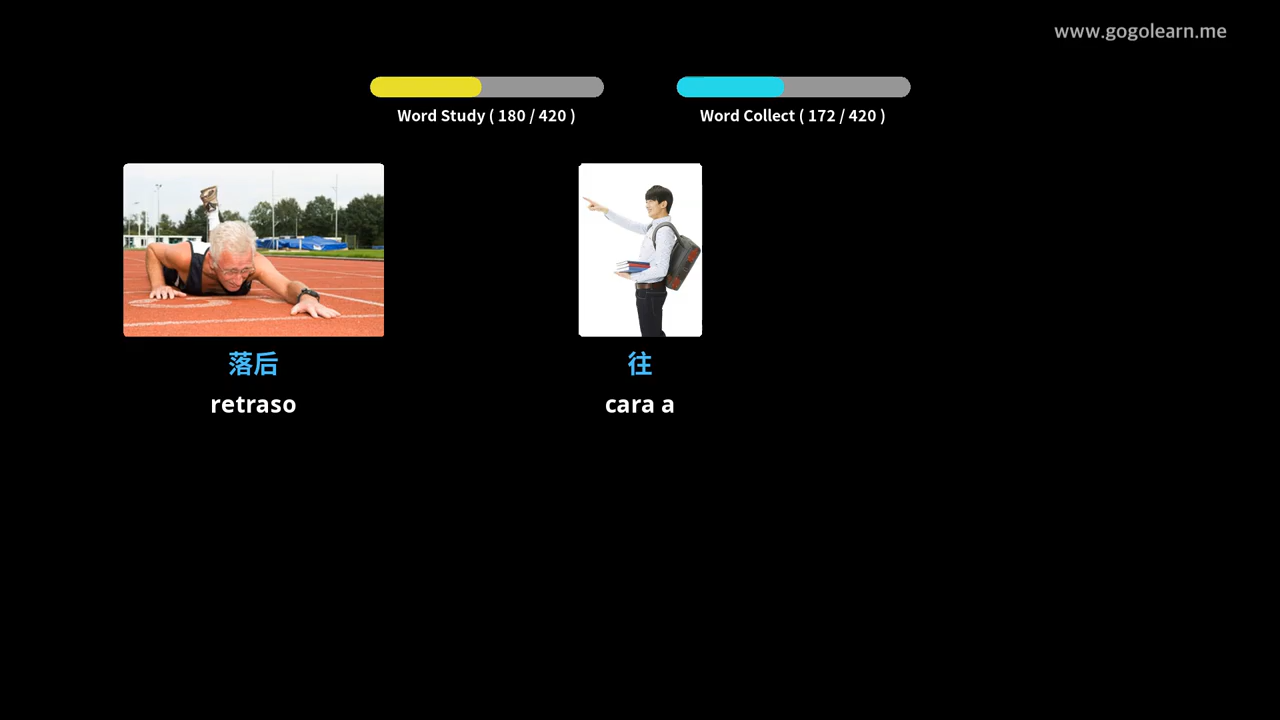 www.gogolearn.me
Word Study ( 180 / 420 )
Word Collect ( 172 / 420 )
落后
retraso
往
cara a